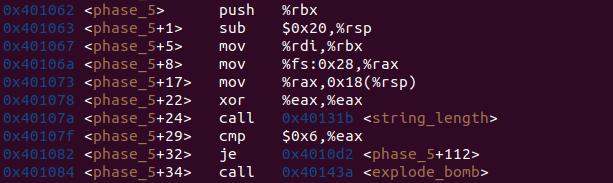 0x401062 <phase_5> push %rbx
0x401063 <phase_5+1> sub $0x20,%rsp
0x401067 <phase_5+5> mov %rdi,%rbx
0x40106a <phase_5+8> mov %fs:0x28,%rax
0x401073 <phase_5+17> mov %rax,0x18(%rsp)
0x401078 <phase_5+22> xor %eax,%eax
0x40107a <phase_5+24> call 0x40131b <string_length>
0x40107f <phase_5+29> cmp $0x6,%eax
0x401082 <phase_5+32> je 0x4010d2 <phase_5+112>
0x401084 <phase_5+34> call 0x40143a <explode_bomb>